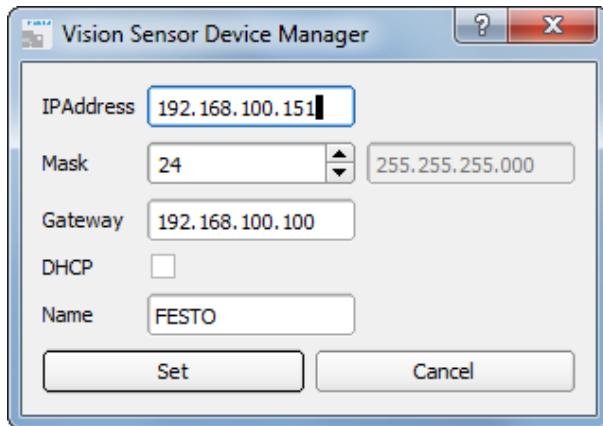 Vision Sensor Device Manager
IPAddress 192.168.100.151
Mask 24 255.255.255.000
Gateway 192.168.100.100
DHCP
Name FESTO
Set Cancel